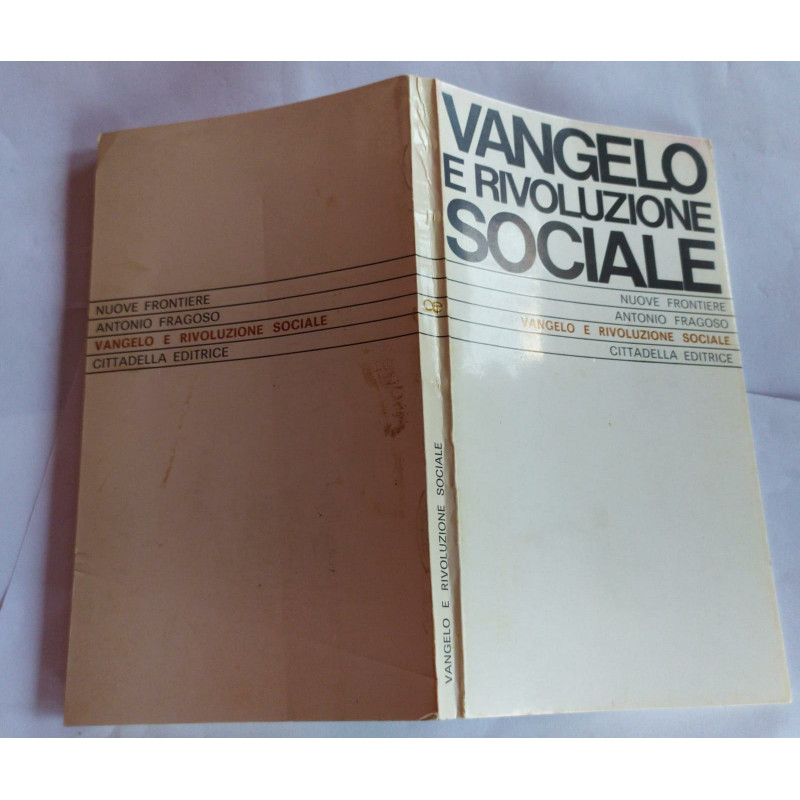 NUOVE FRONTIERE
ANTONIO FRAGOSO
VANGELO E RIVOLUZIONE SOCIALE
CITTADELLA EDITRICE
ce
VANGELO E RIVOLUZIONE SOCIALE
VANGELO
E RIVOLUZIONE
SOCIALE
NUOVE FRONTIERE
ANTONIO FRAGOSO
VANGELO E RIVOLUZIONE SOCIALE
CITTADELLA EDITRICE